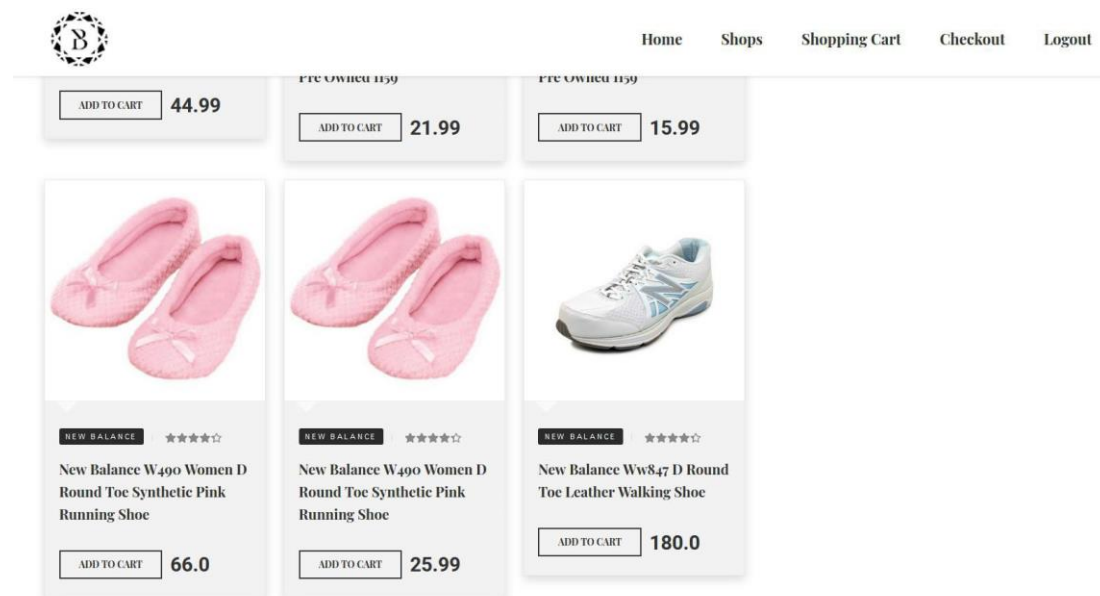 B
Home Shops Shopping Cart Checkout Logout
Pre Owned 1159 Pre Owned 1159
ADD TO CART 44.99
ADD TO CART 21.99 ADD TO CART 15.99
NEW BALANCE NEW BALANCE NEW BALANCE
New Balance W490 Women D
Round Toe Synthetic Pink
Running Shoe
ADD TO CART 66.0
New Balance W490 Women D
Round Toe Synthetic Pink
Running Shoe
ADD TO CART 25.99
New Balance Ww847 D Round
Toe Leather Walking Shoe
ADD TO CART 180.0